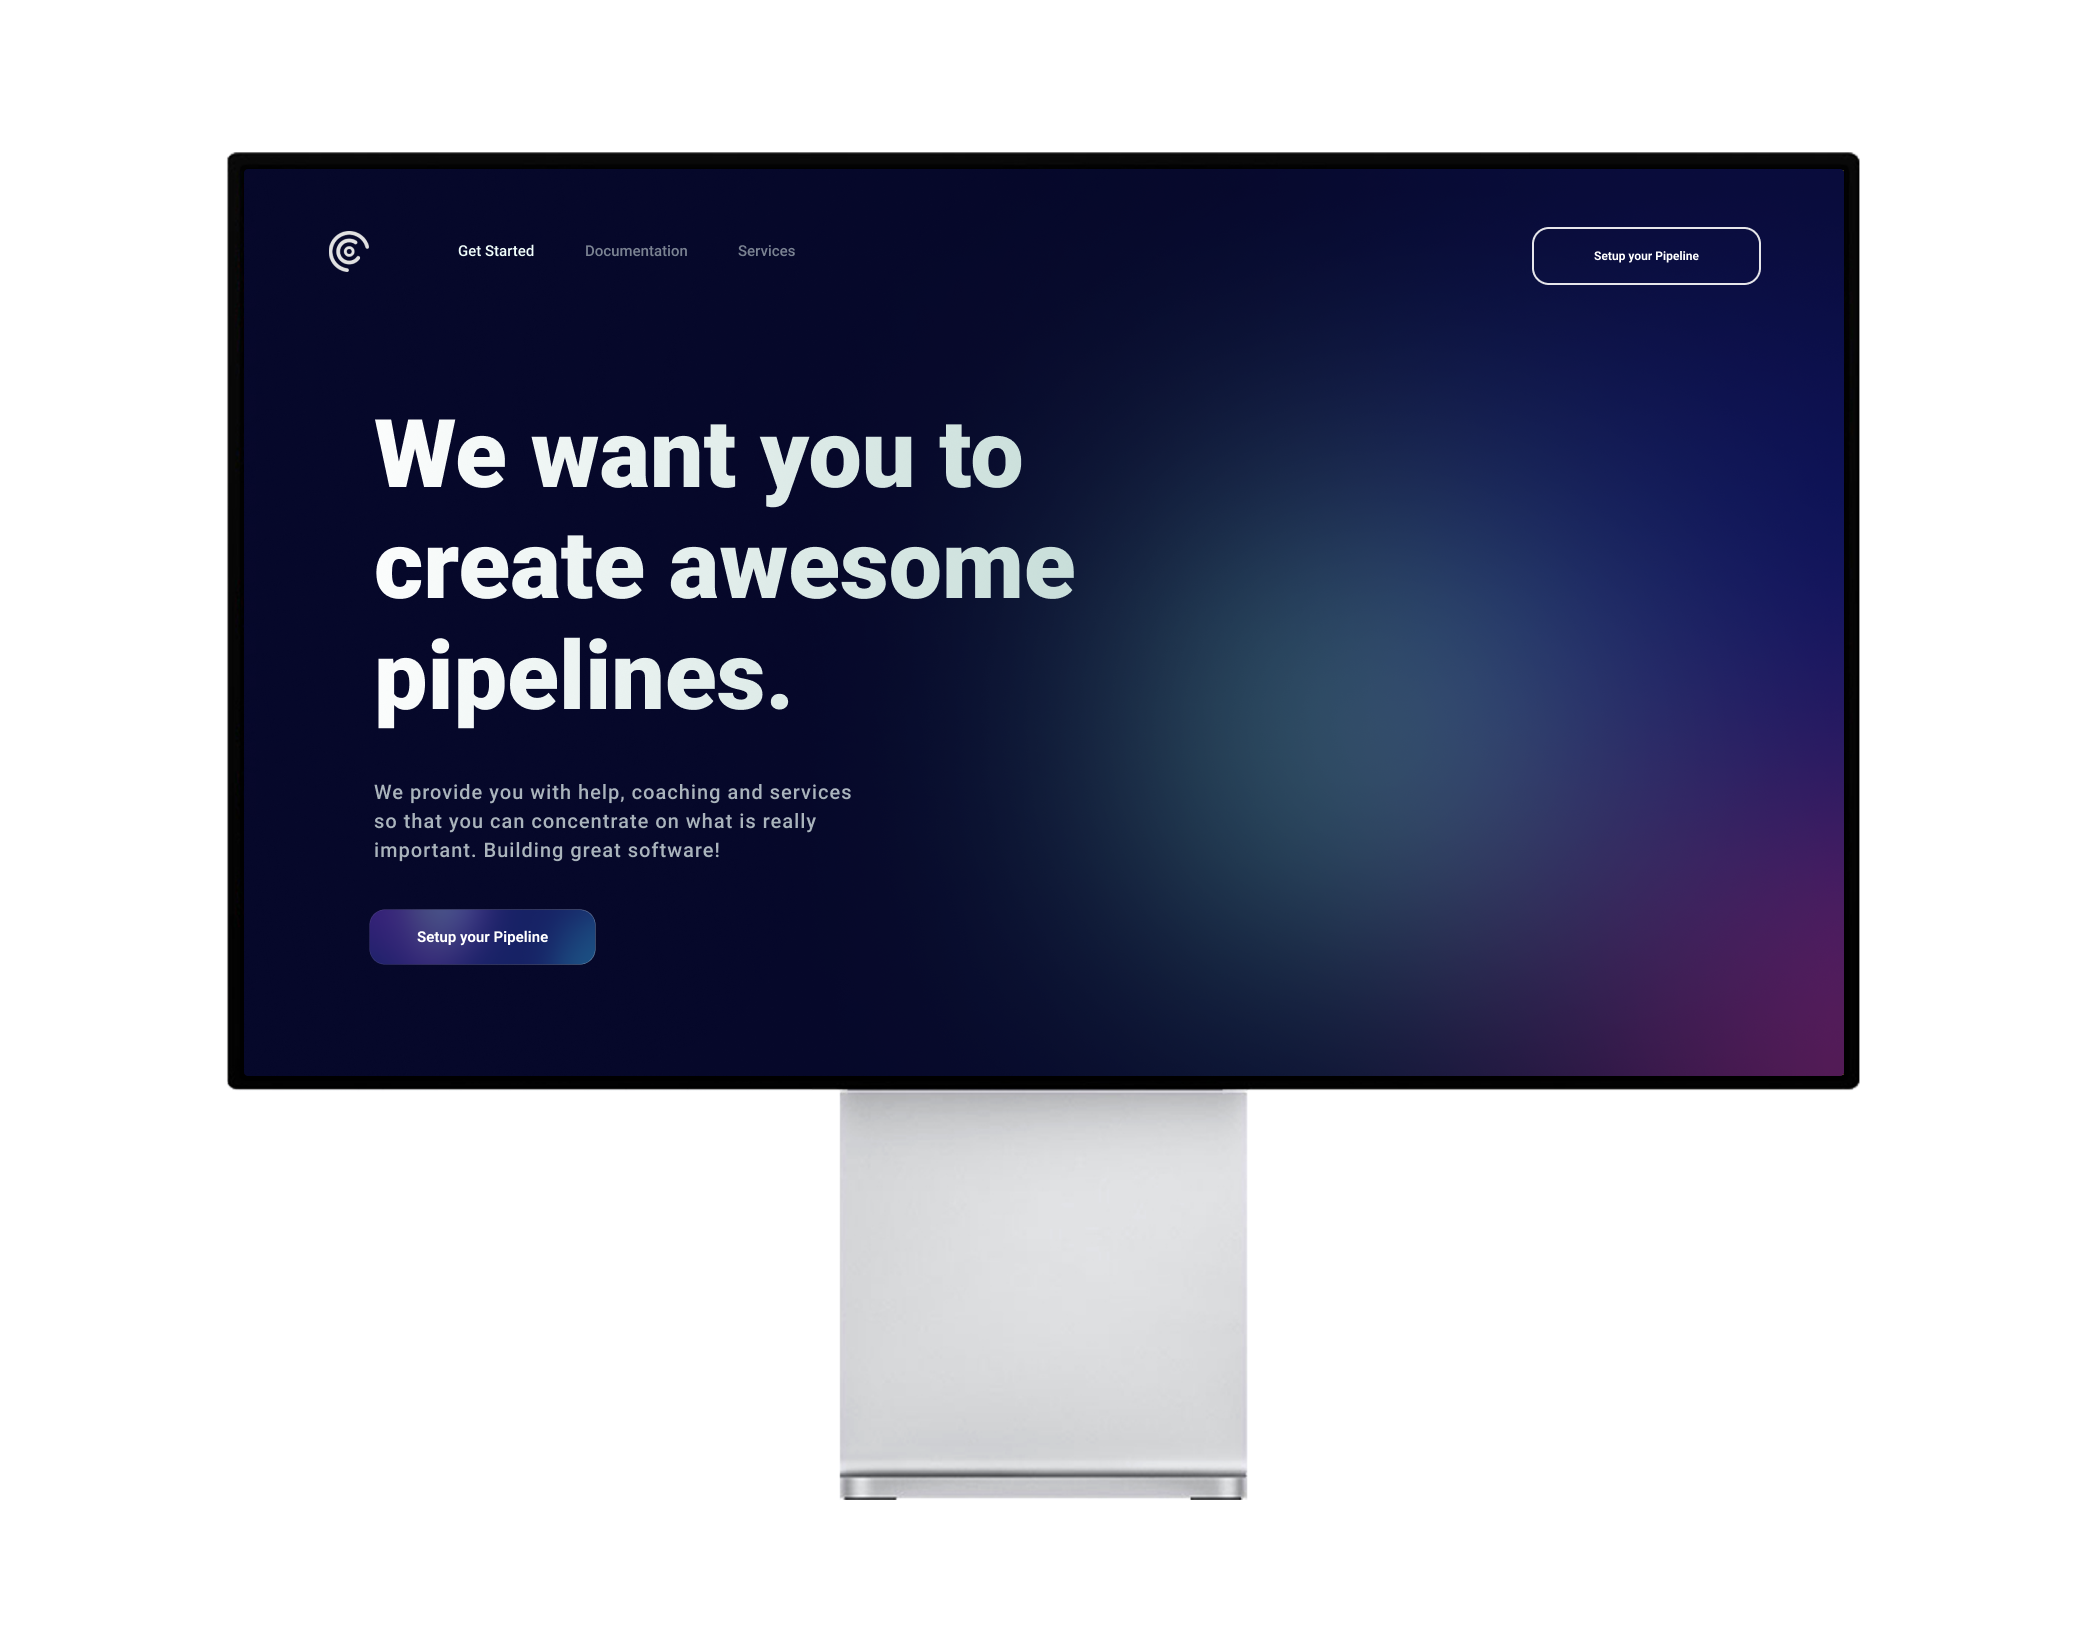 Get Started
Documentation
Services
Setup your Pipeline
We want you to
create awesome
pipelines.
We provide you with help, coaching and services
so that you can concentrate on what is really
important. Building great software!
Setup your Pipeline